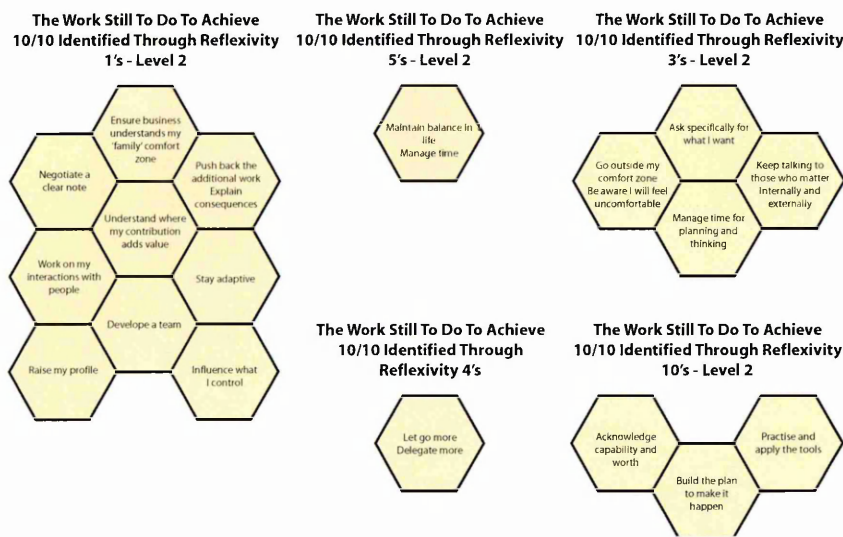 The Work Still To Do To Achieve
10/10 Identified Through Reflexivity
1's - Level 2
Ensure business
understands my
'family' comfort
zone
Negotiate a
clear note
Push back the
additional work
Explain
consequences
Understand where
my contribution
adds value
Work on my
interactions with
people
Stay adaptive
Develope a team
Raise my profile
Influence what
I control
The Work Still To Do To Achieve
10/10 Identified Through Reflexivity
5's - Level 2
Maintain balance in
life
Manage time
The Work Still To Do To Achieve
10/10 Identified Through Reflexivity
3's - Level 2
Ask specifically for
what I want
Go outside my
comfort zone
Be aware I will feel
uncomfortable
Keep talking to
those who matter
Internally and
externally
Manage time for
planning and
thinking
The Work Still To Do To Achieve
10/10 Identified Through
Reflexivity 4's
Let go more
Delegate more
The Work Still To Do To Achieve
10/10 Identified Through Reflexivity
10's - Level 2
Acknowledge
capability and
worth
Practise and
apply the tools
Build the plan
to make it
happen